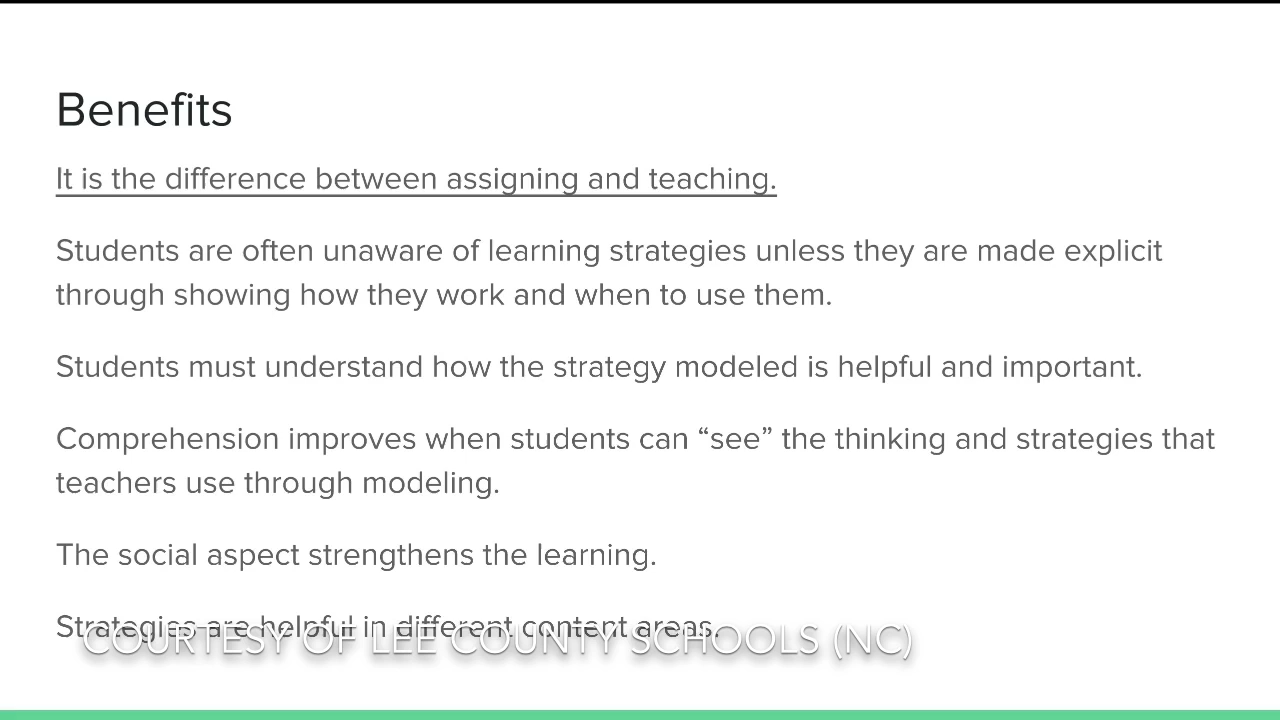 Benefits
It is the difference between assigning and teaching.
Students are often unaware of learning strategies unless they are made explicit
through showing how they work and when to use them.
Students must understand how the strategy modeled is helpful and important.
Comprehension improves when students can “see” the thinking and strategies that
teachers use through modeling.
The social aspect strengthens the learning.
Strategies are helpful in different content areas.
COURTESY OF LEE COUNTY SCHOOLS (NC)